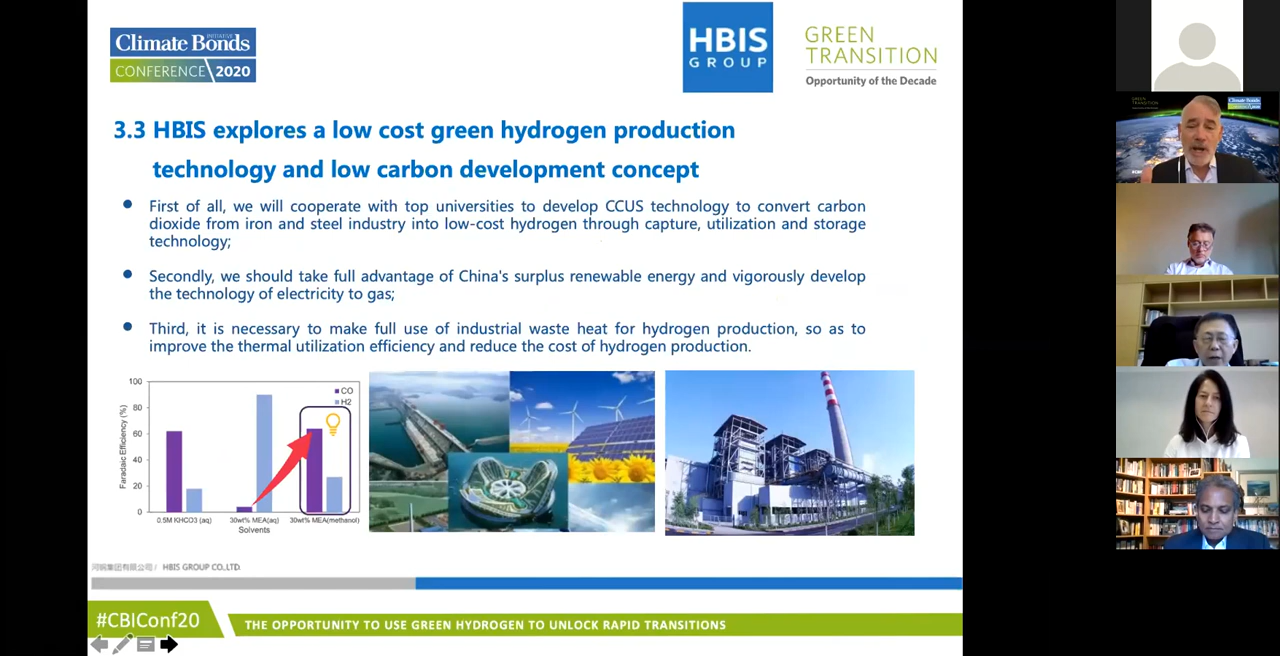 Climate Bonds
INITIATIVE
CONFERENCE 2020
HBIS
GROUP
GREEN
TRANSITION
Opportunity of the Decade
3.3 HBIS explores a low cost green hydrogen production
technology and low carbon development concept
First of all, we will cooperate with top universities to develop CCUS technology to convert carbon
dioxide from iron and steel industry into low-cost hydrogen through capture, utilization and storage
technology;
Secondly, we should take full advantage of China's surplus renewable energy and vigorously develop
the technology of electricity to gas;
Third, it is necessary to make full use of industrial waste heat for hydrogen production, so as to
improve the thermal utilization efficiency and reduce the cost of hydrogen production.
100
80
60
40
20
0
Faradaic Efficiency (%)
CO
H2
0.5M KHCO3 (aq)
30wt% MEA(aq)
30wt% MEA(methanol)
Solvents
河钢集团有限公司 / HBIS GROUP CO.,LTD.
#CBIConf20
THE OPPORTUNITY TO USE GREEN HYDROGEN TO UNLOCK RAPID TRANSITIONS
GREEN
TRANSITION
Climate Bonds